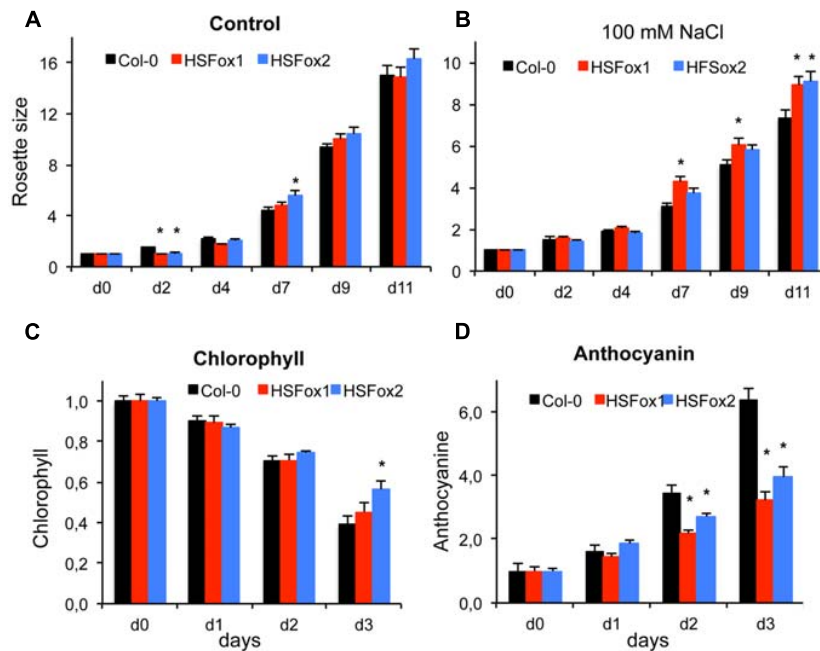 A
Control
Col-0 HSFox1 HSFox2
Rosette size
16
12
8
4
0
* *
*
d0 d2 d4 d7 d9 d11
B
100 mM NaCl
Col-0 HSFox1 HFSox2
10
8
6
4
2
0
*
*
* *
d0 d2 d4 d7 d9 d11
C
Chlorophyll
Col-0 HSFox1 HSFox2
Chlorophyll
1,0
0,8
0,6
0,4
0,2
0,0
*
d0 d1 d2 d3
days
D
Anthocyanin
Col-0 HSFox1 HSFox2
Anthocyanine
6,0
4,0
2,0
0,0
* *
* *
d0 d1 d2 d3
days